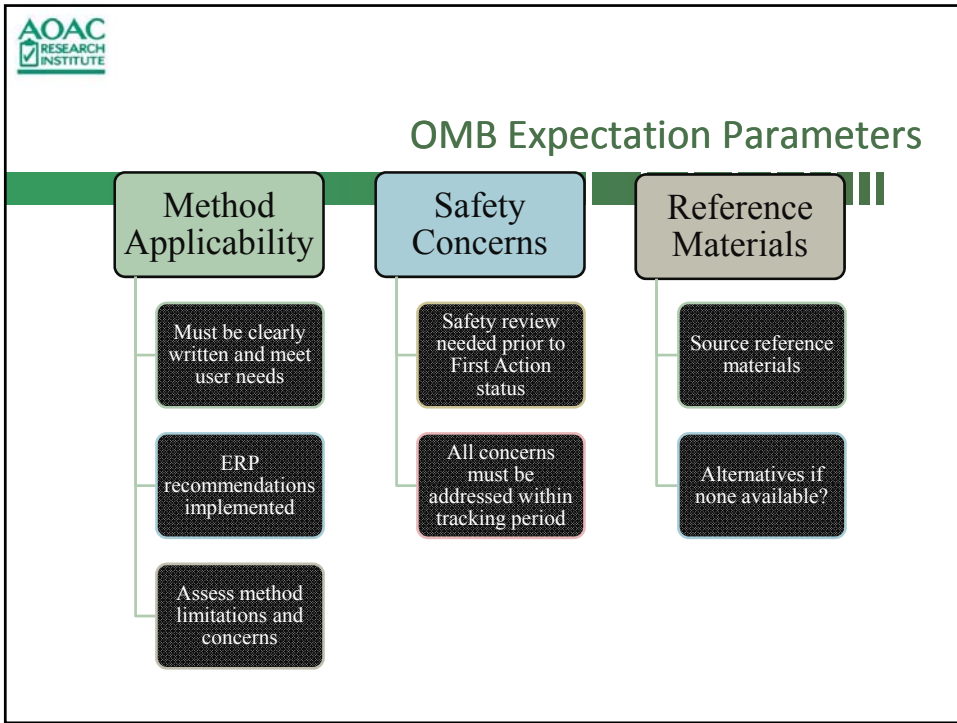 AOAC
RESEARCH
INSTITUTE
OMB Expectation Parameters
Method
Applicability
Must be clearly
written and meet
user needs
ERP
recommendations
implemented
Assess method
limitations and
concerns
Safety
Concerns
Safety review
needed prior to
First Action
status
All concerns
must be
addressed within
tracking period
Reference
Materials
Source reference
materials
Alternatives if
none available?